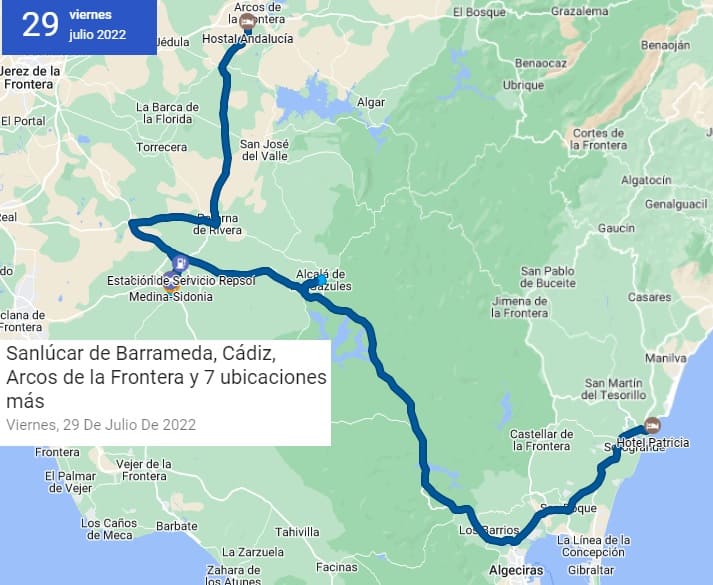 29 viernes
julio 2022
Arcos de
la Frontera
El Bosque
Grazalema
Hostal Andalucía
Jédula
Benaoján
Jerez de la
Frontera
Benaocaz
Ubrique
La Barca de
la Florida
Algar
El Portal
Cortes de
la Frontera
Torrecera
San José
del Valle
Algatocín
Genalguacil
Real
Gaucín
de Rivera
Estación de Servicio Repsol
Alcalá de
San Pablo
de Buceite
Medina-Sidonia
Casares
Jimena de
la Frontera
clana de
Frontera
Sanlúcar de Barrameda, Cádiz,
Arcos de la Frontera y 7 ubicaciones
más
Viernes, 29 De Julio De 2022
Manilva
San Martín
del Tesorillo
Castellar de
la Frontera
Hotel Patricia
Frontera
Vejer de la
Frontera
El Palmar
de Vejer
San Roque
Los Caños
de Meca
Barbate
Tahivilla
Los Barrios
La Línea de la
Concepción
La Zarzuela
Zahara de
los Atunes
Facinas
Algeciras
Gibraltar